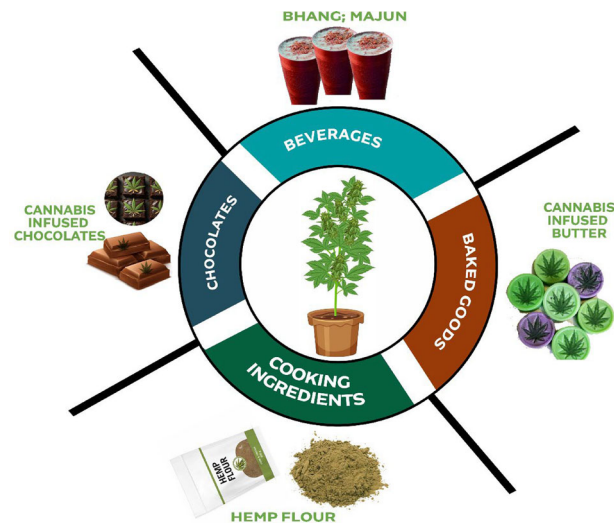 BHANG; MAJUN
BEVERAGES
CANNABIS
INFUSED
CHOCOLATES
CHOCOLATES
CANNABIS
INFUSED
BUTTER
BAKED GOODS
COOKING
INGREDIENTS
HEMP
FLOUR
HEMP FLOUR